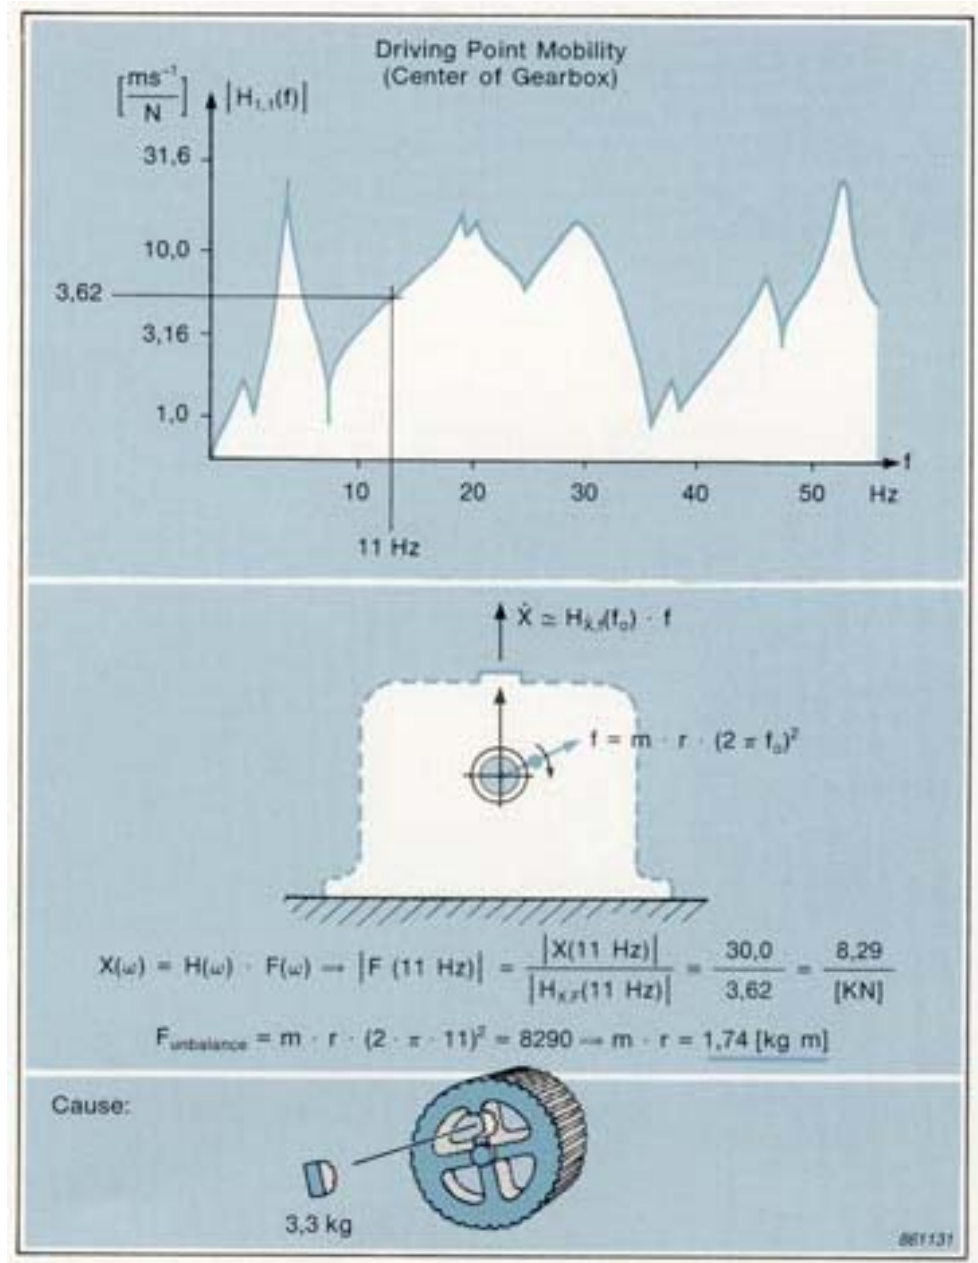 Driving Point Mobility
(Center of Gearbox)
[ms⁻¹/N] |H₁,₁(f)|
31,6
10,0
3,62
3,16
1,0
f
10 20 30 40 50 Hz
11 Hz
Ẋ ≃ H_Ẋ,f(f₀) · f
f = m · r · (2 π f₀)²
X(ω) = H(ω) · F(ω) → |F (11 Hz)| = |X(11 Hz)| / |H_X,F(11 Hz)| = 30,0 / 3,62 = 8,29 / [KN]
F_unbalance = m · r · (2 · π · 11)² = 8290 → m · r = 1,74 [kg m]
Cause:
3,3 kg
861131